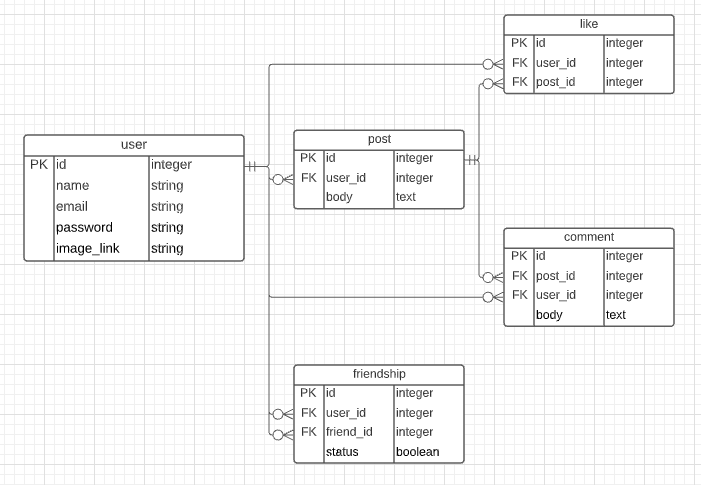 like
PK id integer
FK user_id integer
FK post_id integer
user
PK id integer
name string
email string
password string
image_link string
post
PK id integer
FK user_id integer
body text
comment
PK id integer
FK post_id integer
FK user_id integer
body text
friendship
PK id integer
FK user_id integer
FK friend_id integer
status boolean